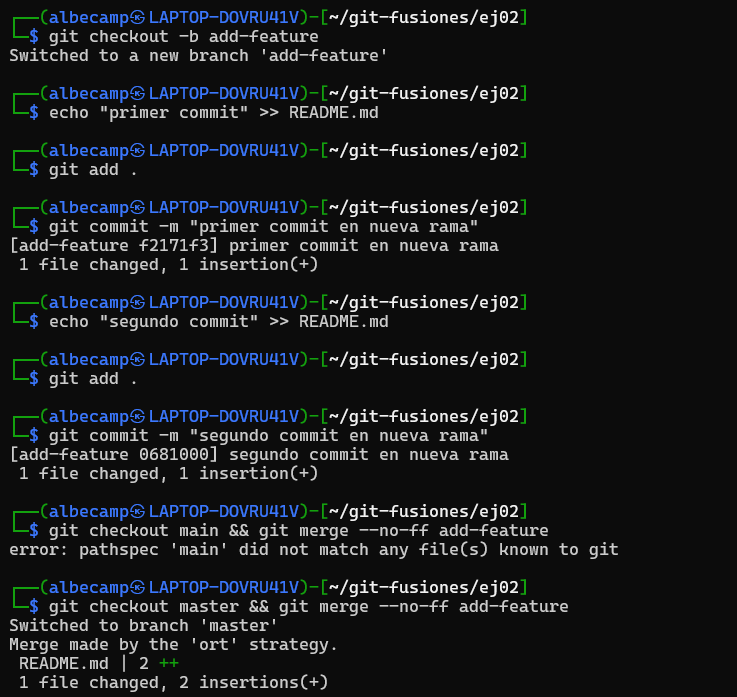 ┌──(albecamp㉿LAPTOP-DOVRU41V)-[~/git-fusiones/ej02]
└─$ git checkout -b add-feature
Switched to a new branch 'add-feature'
┌──(albecamp㉿LAPTOP-DOVRU41V)-[~/git-fusiones/ej02]
└─$ echo "primer commit" >> README.md
┌──(albecamp㉿LAPTOP-DOVRU41V)-[~/git-fusiones/ej02]
└─$ git add .
┌──(albecamp㉿LAPTOP-DOVRU41V)-[~/git-fusiones/ej02]
└─$ git commit -m "primer commit en nueva rama"
[add-feature f2171f3] primer commit en nueva rama
 1 file changed, 1 insertion(+)
┌──(albecamp㉿LAPTOP-DOVRU41V)-[~/git-fusiones/ej02]
└─$ echo "segundo commit" >> README.md
┌──(albecamp㉿LAPTOP-DOVRU41V)-[~/git-fusiones/ej02]
└─$ git add .
┌──(albecamp㉿LAPTOP-DOVRU41V)-[~/git-fusiones/ej02]
└─$ git commit -m "segundo commit en nueva rama"
[add-feature 0681000] segundo commit en nueva rama
 1 file changed, 1 insertion(+)
┌──(albecamp㉿LAPTOP-DOVRU41V)-[~/git-fusiones/ej02]
└─$ git checkout main && git merge --no-ff add-feature
error: pathspec 'main' did not match any file(s) known to git
┌──(albecamp㉿LAPTOP-DOVRU41V)-[~/git-fusiones/ej02]
└─$ git checkout master && git merge --no-ff add-feature
Switched to branch 'master'
Merge made by the 'ort' strategy.
 README.md | 2 ++
 1 file changed, 2 insertions(+)